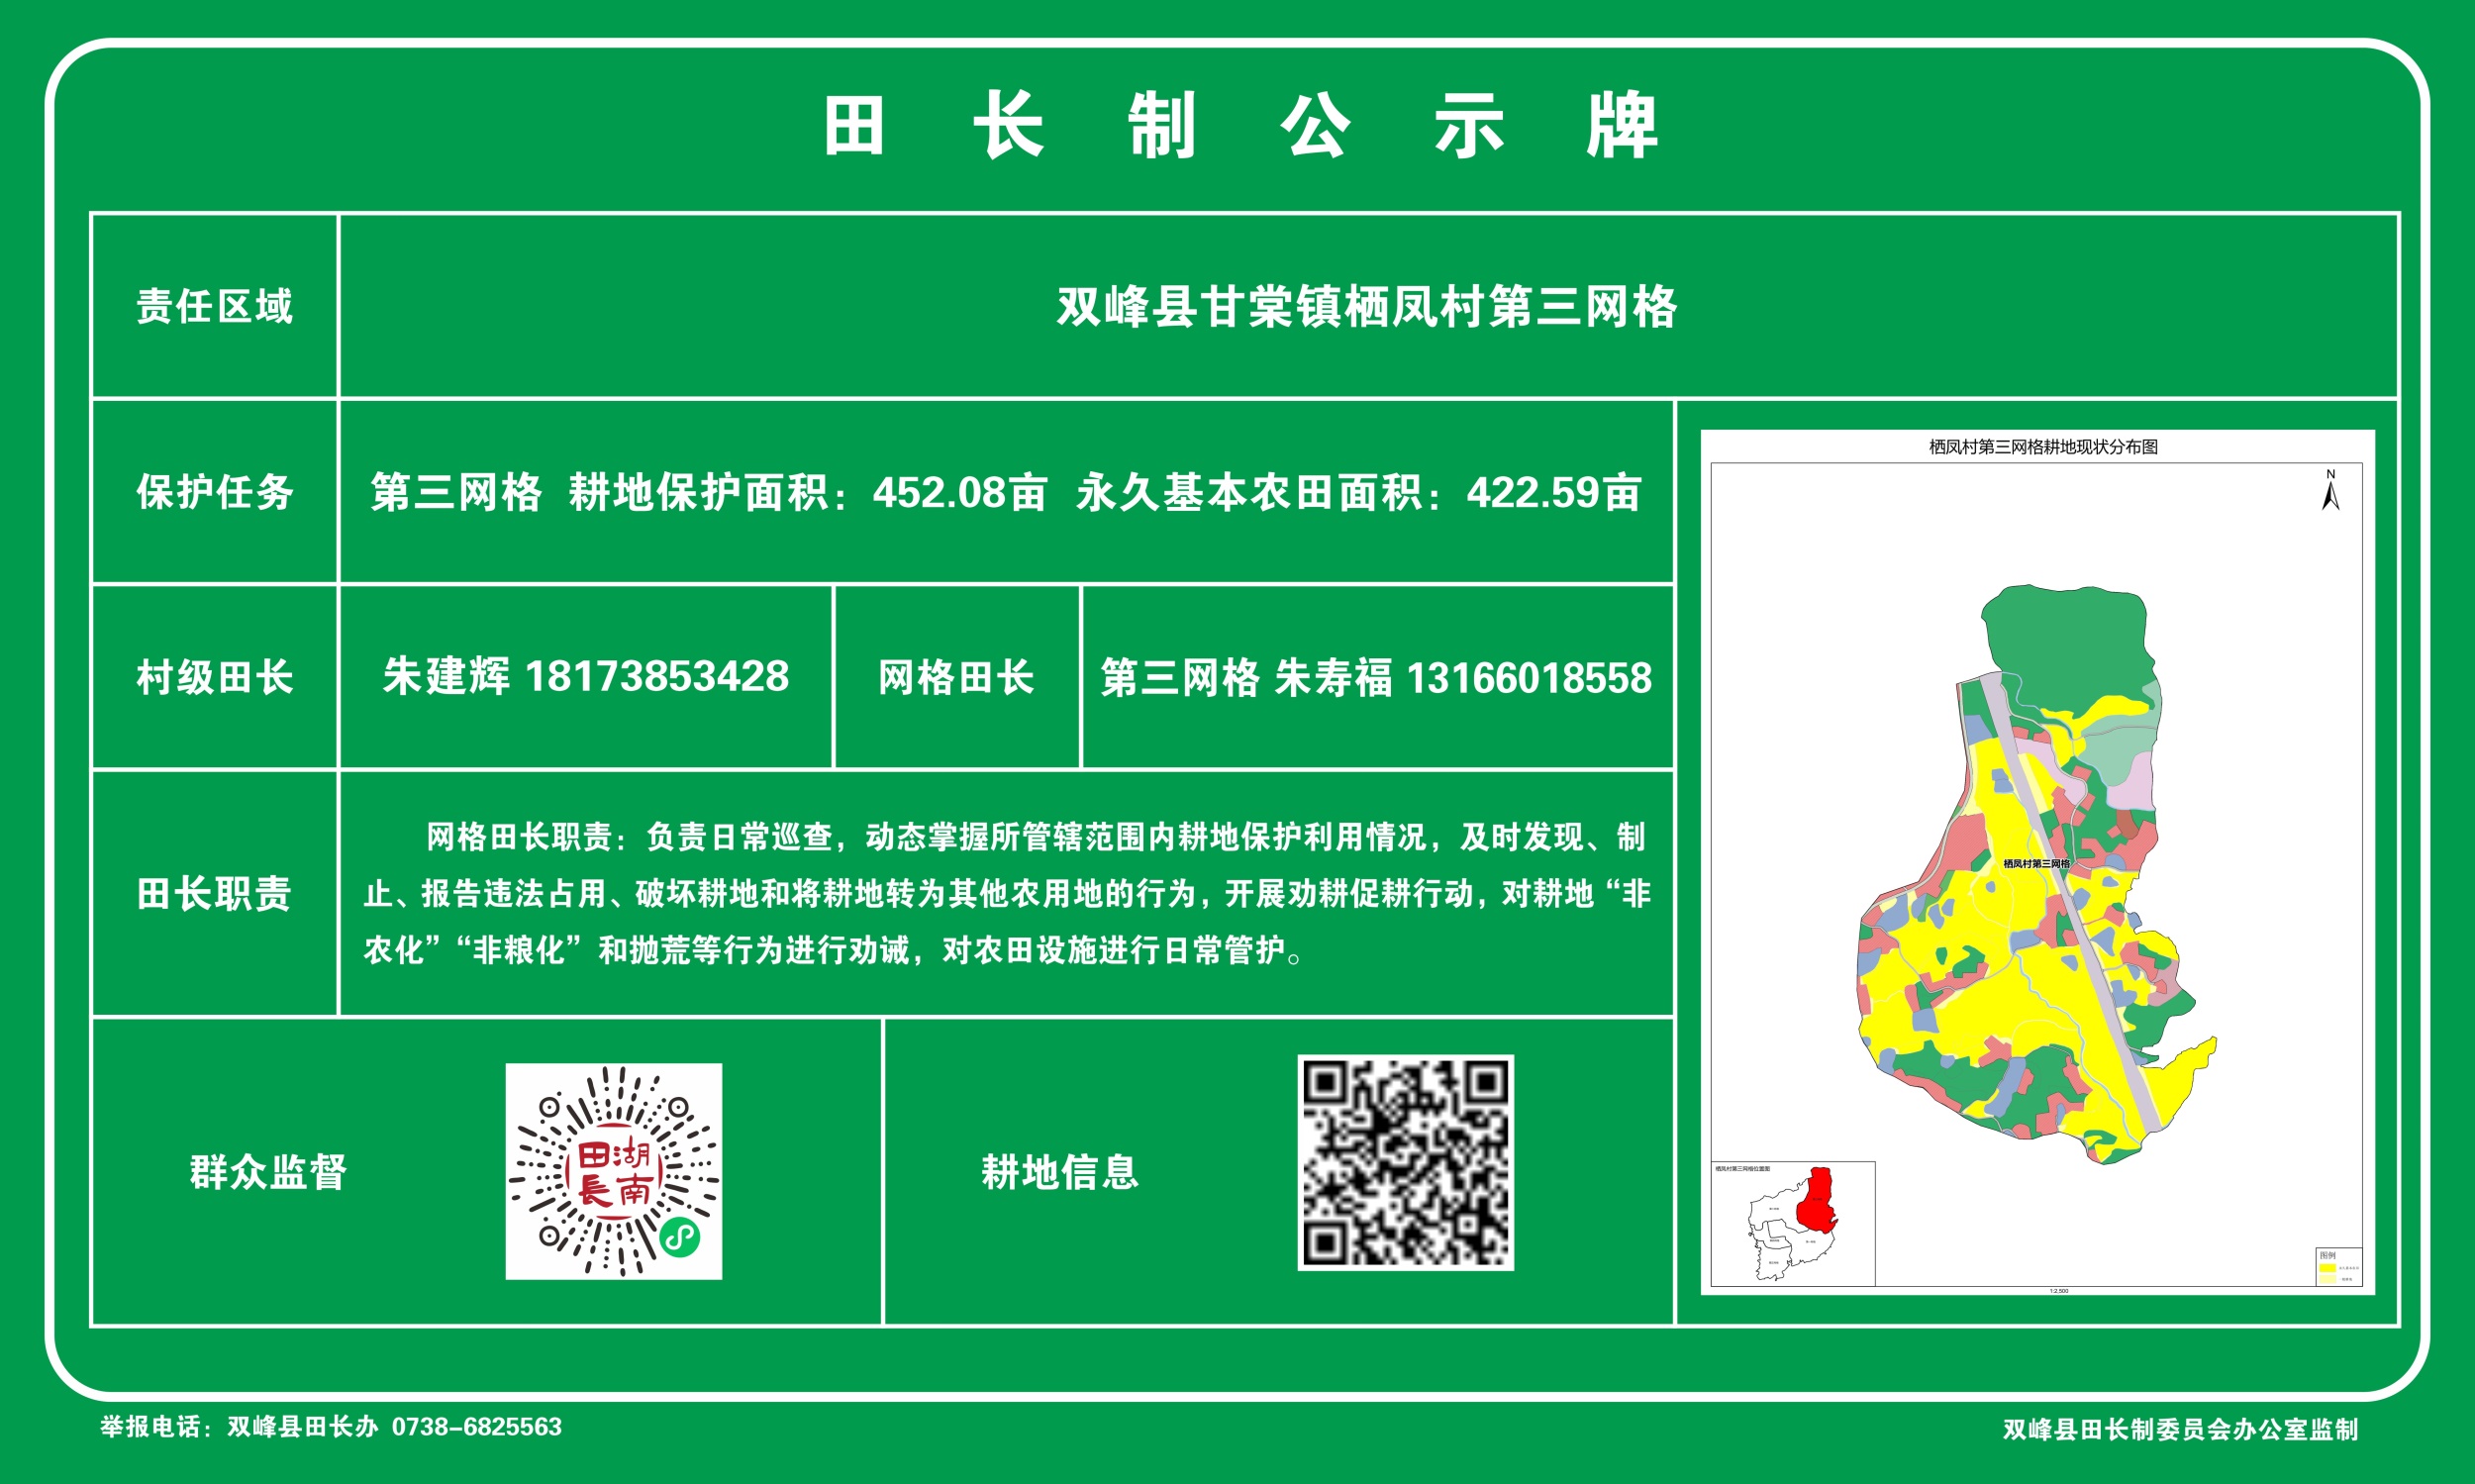 田长制公示牌
责任区域
双峰县甘棠镇栖凤村第三网格
保护任务
第三网格 耕地保护面积：452.08亩 永久基本农田面积：422.59亩
村级田长
朱建辉 18173853428
网格田长
第三网格 朱寿福 13166018558
田长职责
网格田长职责：负责日常巡查，动态掌握所管辖范围内耕地保护利用情况，及时发现、制
止、报告违法占用、破坏耕地和将耕地转为其他农用地的行为，开展劝耕促耕行动，对耕地“非
农化”“非粮化”和抛荒等行为进行劝诫，对农田设施进行日常管护。
群众监督
田湖
長南
耕地信息
栖凤村第三网格耕地现状分布图
N
栖凤村第三网格
栖凤村第三网格位置图
图例
1:2,500
举报电话：双峰县田长办 0738-6825563
双峰县田长制委员会办公室监制